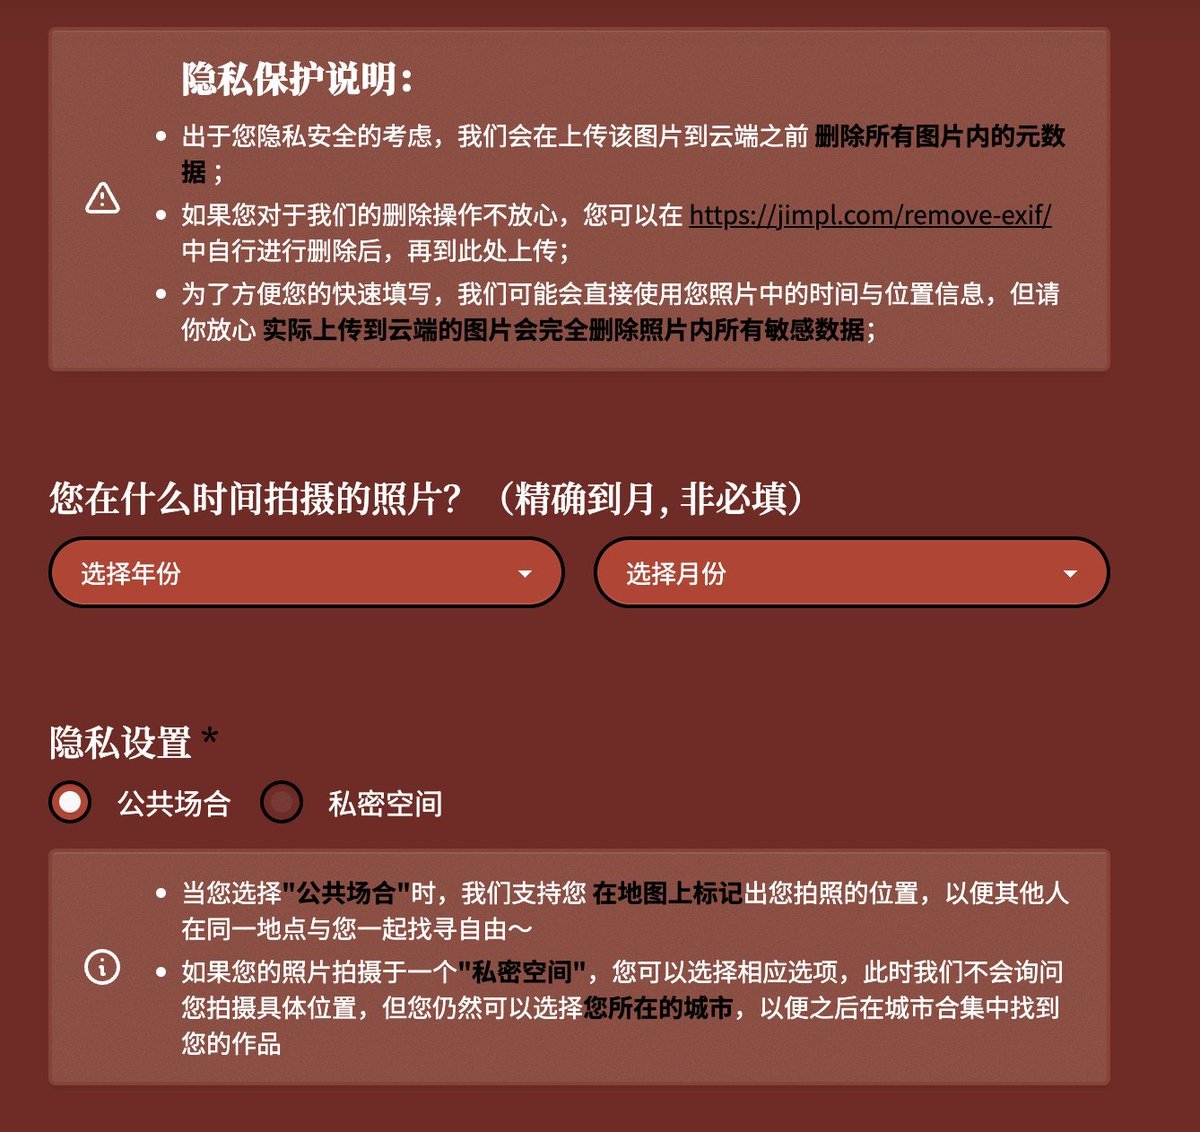 隐私保护说明：
出于您隐私安全的考虑，我们会在上传该图片到云端之前 删除所有图片内的元数
据；
如果您对于我们的删除操作不放心，您可以在 https://jimpl.com/remove-exif/
中自行进行删除后，再到此处上传；
为了方便您的快速填写，我们可能会直接使用您照片中的时间与位置信息，但请
你放心 实际上传到云端的图片会完全删除照片内所有敏感数据；
您在什么时间拍摄的照片？（精确到月, 非必填）
选择年份
选择月份
隐私设置 *
公共场合
私密空间
当您选择"公共场合"时，我们支持您 在地图上标记出您拍照的位置，以便其他人
在同一地点与您一起找寻自由～
如果您的照片拍摄于一个"私密空间"，您可以选择相应选项，此时我们不会询问
您拍摄具体位置，但您仍然可以选择您所在的城市，以便之后在城市合集中找到
您的作品